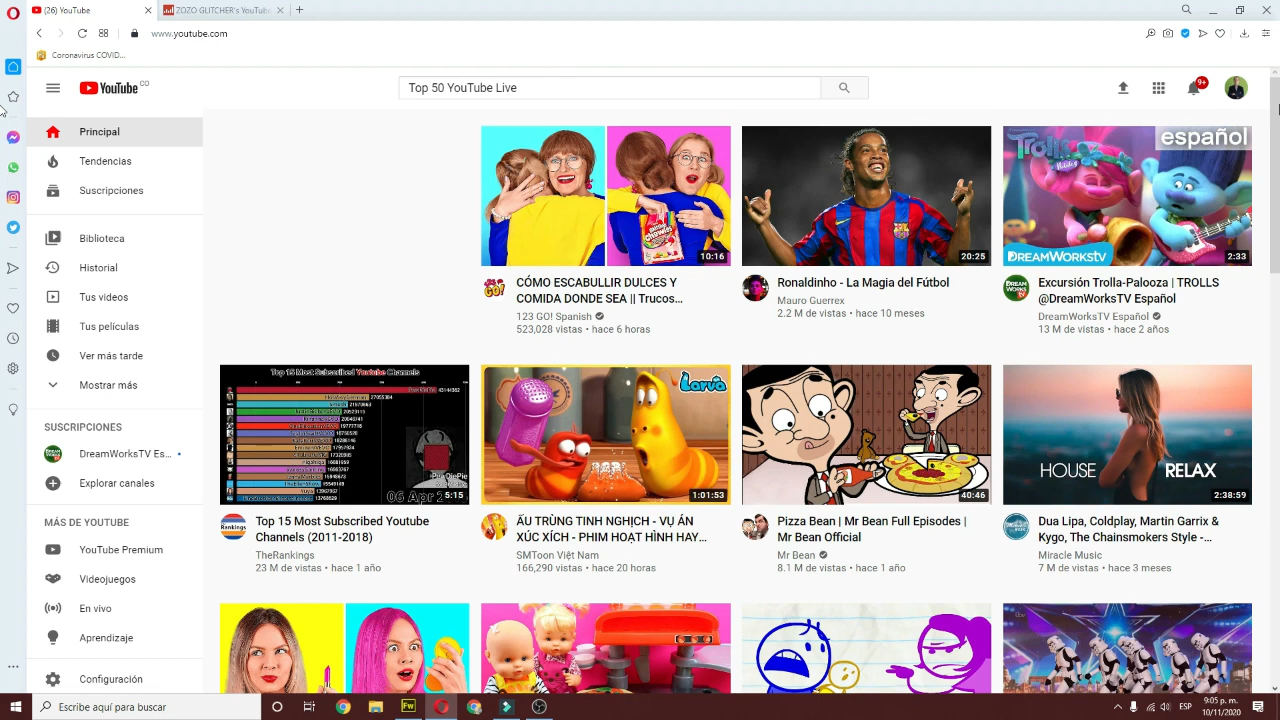 (26) YouTube
ZOZO GLITCHER's YouTub
www.youtube.com
Coronavirus COVID...
YouTube CO
Top 50 YouTube Live
9+
Principal
Tendencias
Suscripciones
Biblioteca
Historial
Tus videos
Tus películas
Ver más tarde
Mostrar más
SUSCRIPCIONES
DreamWorksTV Es...
Explorar canales
MÁS DE YOUTUBE
YouTube Premium
Videojuegos
En vivo
Aprendizaje
Configuración
10:16
CÓMO ESCABULLIR DULCES Y
COMIDA DONDE SEA || Trucos...
123 GO! Spanish
523,028 vistas • hace 6 horas
20:25
Ronaldinho - La Magia del Fútbol
Mauro Guerrex
2.2 M de vistas • hace 10 meses
español
Trolls
DREAMWORKSTV
2:33
Excursión Trolla-Palooza | TROLLS
@DreamWorksTV Español
DreamWorksTV Español
13 M de vistas • hace 2 años
Top 15 Most Subscribed Youtube Channels
43144362
PewDiePie
06 Apr 2
5:15
Rankings
Top 15 Most Subscribed Youtube
Channels (2011-2018)
TheRankings
23 M de vistas • hace 1 año
Larva
1:01:53
ẤU TRÙNG TINH NGHỊCH - VỤ ÁN
XÚC XÍCH - PHIM HOẠT HÌNH HAY...
SMToon Việt Nam
166,290 vistas • hace 20 horas
40:46
Pizza Bean | Mr Bean Full Episodes |
Mr Bean Official
Mr Bean
8.1 M de vistas • hace 1 año
HOUSE RELAX
2:38:59
Dua Lipa, Coldplay, Martin Garrix &
Kygo, The Chainsmokers Style -...
Miracle Music
7 M de vistas • hace 3 meses
Escribe aquí para buscar
Fw
ESP
9:05 p. m.
10/11/2020